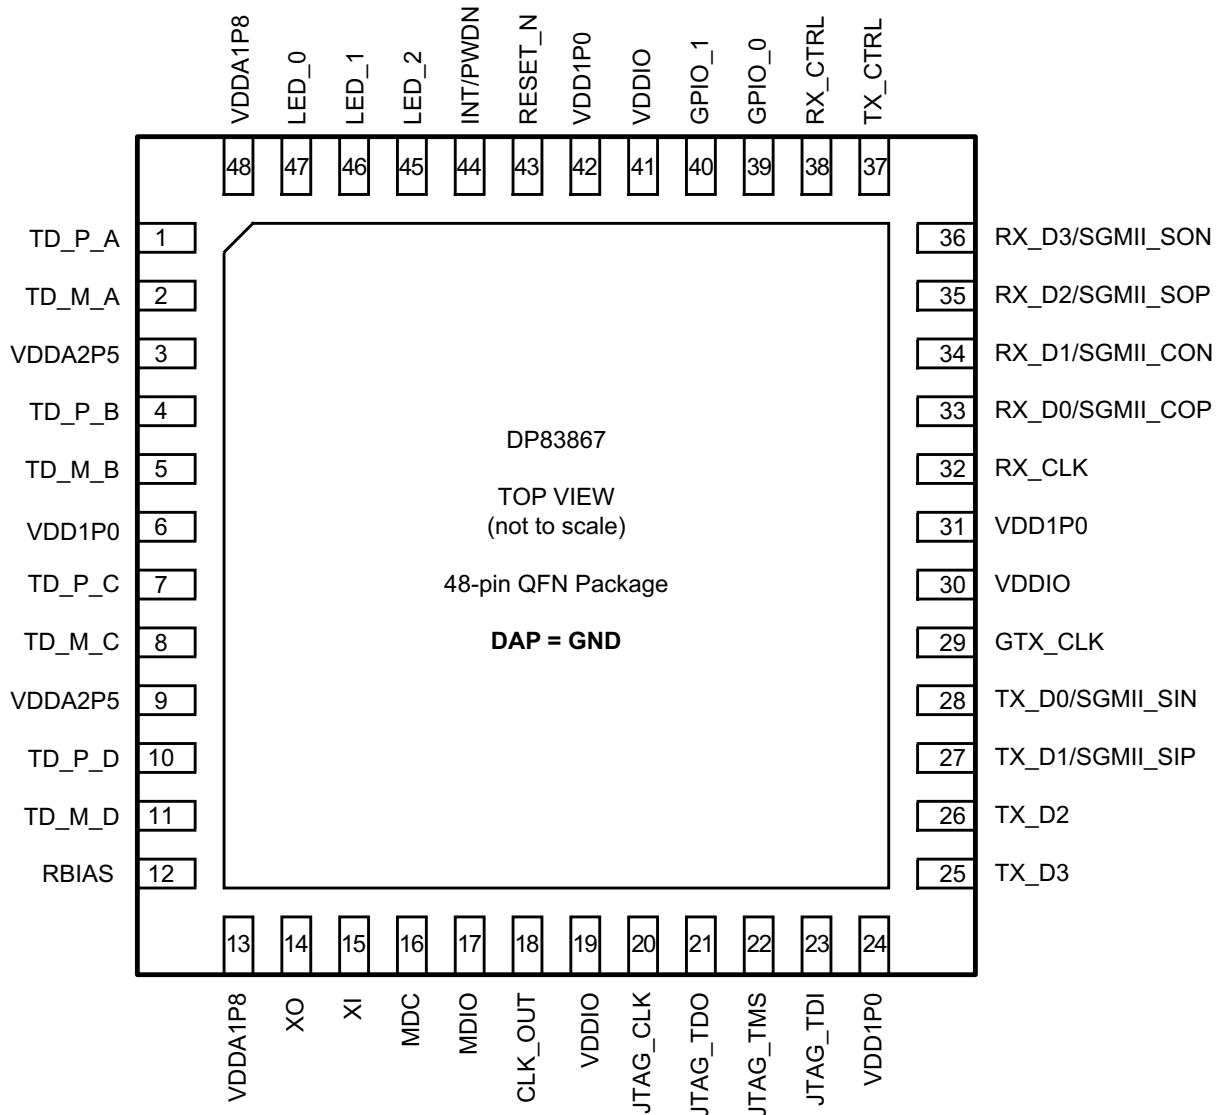 VDDA1P8
LED_0
LED_1
LED_2
INT/PWDN
RESET_N
VDD1P0
VDDIO
GPIO_1
GPIO_0
RX_CTRL
TX_CTRL
48
47
46
45
44
43
42
41
40
39
38
37
TD_P_A 1
TD_M_A 2
VDDA2P5 3
TD_P_B 4
TD_M_B 5
VDD1P0 6
TD_P_C 7
TD_M_C 8
VDDA2P5 9
TD_P_D 10
TD_M_D 11
RBIAS 12
DP83867
TOP VIEW
(not to scale)
48-pin QFN Package
DAP = GND
36 RX_D3/SGMII_SON
35 RX_D2/SGMII_SOP
34 RX_D1/SGMII_CON
33 RX_D0/SGMII_COP
32 RX_CLK
31 VDD1P0
30 VDDIO
29 GTX_CLK
28 TX_D0/SGMII_SIN
27 TX_D1/SGMII_SIP
26 TX_D2
25 TX_D3
13
14
15
16
17
18
19
20
21
22
23
24
VDDA1P8
XO
XI
MDC
MDIO
CLK_OUT
VDDIO
JTAG_CLK
JTAG_TDO
JTAG_TMS
JTAG_TDI
VDD1P0